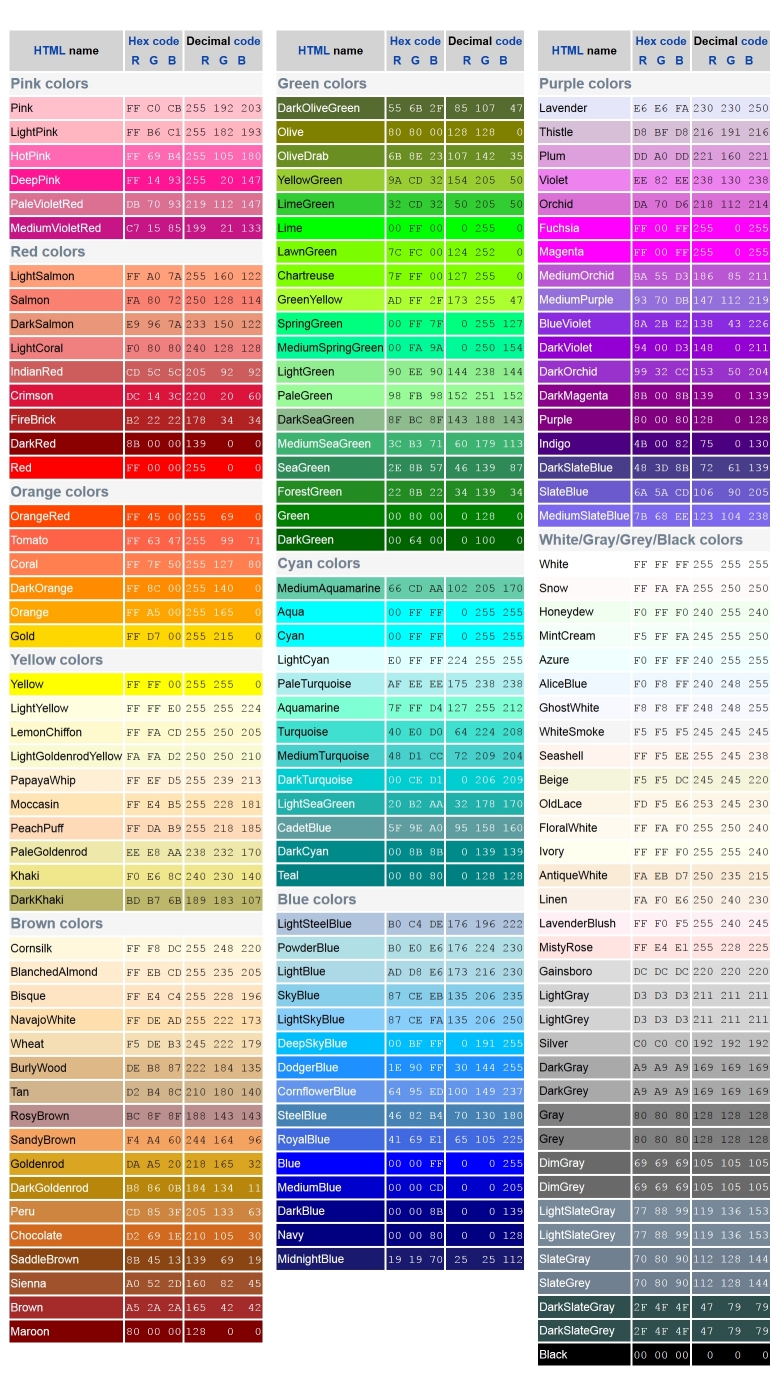 HTML name Hex code Decimal code
R G B R G B
Pink colors
Pink FF C0 CB 255 192 203
LightPink FF B6 C1 255 182 193
HotPink FF 69 B4 255 105 180
DeepPink FF 14 93 255 20 147
PaleVioletRed DB 70 93 219 112 147
MediumVioletRed C7 15 85 199 21 133
Red colors
LightSalmon FF A0 7A 255 160 122
Salmon FA 80 72 250 128 114
DarkSalmon E9 96 7A 233 150 122
LightCoral F0 80 80 240 128 128
IndianRed CD 5C 5C 205 92 92
Crimson DC 14 3C 220 20 60
FireBrick B2 22 22 178 34 34
DarkRed 8B 00 00 139 0 0
Red FF 00 00 255 0 0
Orange colors
OrangeRed FF 45 00 255 69 0
Tomato FF 63 47 255 99 71
Coral FF 7F 50 255 127 80
DarkOrange FF 8C 00 255 140 0
Orange FF A5 00 255 165 0
Gold FF D7 00 255 215 0
Yellow colors
Yellow FF FF 00 255 255 0
LightYellow FF FF E0 255 255 224
LemonChiffon FF FA CD 255 250 205
LightGoldenrodYellow FA FA D2 250 250 210
PapayaWhip FF EF D5 255 239 213
Moccasin FF E4 B5 255 228 181
PeachPuff FF DA B9 255 218 185
PaleGoldenrod EE E8 AA 238 232 170
Khaki F0 E6 8C 240 230 140
DarkKhaki BD B7 6B 189 183 107
Brown colors
Cornsilk FF F8 DC 255 248 220
BlanchedAlmond FF EB CD 255 235 205
Bisque FF E4 C4 255 228 196
NavajoWhite FF DE AD 255 222 173
Wheat F5 DE B3 245 222 179
BurlyWood DE B8 87 222 184 135
Tan D2 B4 8C 210 180 140
RosyBrown BC 8F 8F 188 143 143
SandyBrown F4 A4 60 244 164 96
Goldenrod DA A5 20 218 165 32
DarkGoldenrod B8 86 0B 184 134 11
Peru CD 85 3F 205 133 63
Chocolate D2 69 1E 210 105 30
SaddleBrown 8B 45 13 139 69 19
Sienna A0 52 2D 160 82 45
Brown A5 2A 2A 165 42 42
Maroon 80 00 00 128 0 0
HTML name Hex code Decimal code
R G B R G B
Green colors
DarkOliveGreen 55 6B 2F 85 107 47
Olive 80 80 00 128 128 0
OliveDrab 6B 8E 23 107 142 35
YellowGreen 9A CD 32 154 205 50
LimeGreen 32 CD 32 50 205 50
Lime 00 FF 00 0 255 0
LawnGreen 7C FC 00 124 252 0
Chartreuse 7F FF 00 127 255 0
GreenYellow AD FF 2F 173 255 47
SpringGreen 00 FF 7F 0 255 127
MediumSpringGreen 00 FA 9A 0 250 154
LightGreen 90 EE 90 144 238 144
PaleGreen 98 FB 98 152 251 152
DarkSeaGreen 8F BC 8F 143 188 143
MediumSeaGreen 3C B3 71 60 179 113
SeaGreen 2E 8B 57 46 139 87
ForestGreen 22 8B 22 34 139 34
Green 00 80 00 0 128 0
DarkGreen 00 64 00 0 100 0
Cyan colors
MediumAquamarine 66 CD AA 102 205 170
Aqua 00 FF FF 0 255 255
Cyan 00 FF FF 0 255 255
LightCyan E0 FF FF 224 255 255
PaleTurquoise AF EE EE 175 238 238
Aquamarine 7F FF D4 127 255 212
Turquoise 40 E0 D0 64 224 208
MediumTurquoise 48 D1 CC 72 209 204
DarkTurquoise 00 CE D1 0 206 209
LightSeaGreen 20 B2 AA 32 178 170
CadetBlue 5F 9E A0 95 158 160
DarkCyan 00 8B 8B 0 139 139
Teal 00 80 80 0 128 128
Blue colors
LightSteelBlue B0 C4 DE 176 196 222
PowderBlue B0 E0 E6 176 224 230
LightBlue AD D8 E6 173 216 230
SkyBlue 87 CE EB 135 206 235
LightSkyBlue 87 CE FA 135 206 250
DeepSkyBlue 00 BF FF 0 191 255
DodgerBlue 1E 90 FF 30 144 255
CornflowerBlue 64 95 ED 100 149 237
SteelBlue 46 82 B4 70 130 180
RoyalBlue 41 69 E1 65 105 225
Blue 00 00 FF 0 0 255
MediumBlue 00 00 CD 0 0 205
DarkBlue 00 00 8B 0 0 139
Navy 00 00 80 0 0 128
MidnightBlue 19 19 70 25 25 112
HTML name Hex code Decimal code
R G B R G B
Purple colors
Lavender E6 E6 FA 230 230 250
Thistle D8 BF D8 216 191 216
Plum DD A0 DD 221 160 221
Violet EE 82 EE 238 130 238
Orchid DA 70 D6 218 112 214
Fuchsia FF 00 FF 255 0 255
Magenta FF 00 FF 255 0 255
MediumOrchid BA 55 D3 186 85 211
MediumPurple 93 70 DB 147 112 219
BlueViolet 8A 2B E2 138 43 226
DarkViolet 94 00 D3 148 0 211
DarkOrchid 99 32 CC 153 50 204
DarkMagenta 8B 00 8B 139 0 139
Purple 80 00 80 128 0 128
Indigo 4B 00 82 75 0 130
DarkSlateBlue 48 3D 8B 72 61 139
SlateBlue 6A 5A CD 106 90 205
MediumSlateBlue 7B 68 EE 123 104 238
White/Gray/Grey/Black colors
White FF FF FF 255 255 255
Snow FF FA FA 255 250 250
Honeydew F0 FF F0 240 255 240
MintCream F5 FF FA 245 255 250
Azure F0 FF FF 240 255 255
AliceBlue F0 F8 FF 240 248 255
GhostWhite F8 F8 FF 248 248 255
WhiteSmoke F5 F5 F5 245 245 245
Seashell FF F5 EE 255 245 238
Beige F5 F5 DC 245 245 220
OldLace FD F5 E6 253 245 230
FloralWhite FF FA F0 255 250 240
Ivory FF FF F0 255 255 240
AntiqueWhite FA EB D7 250 235 215
Linen FA F0 E6 250 240 230
LavenderBlush FF F0 F5 255 240 245
MistyRose FF E4 E1 255 228 225
Gainsboro DC DC DC 220 220 220
LightGray D3 D3 D3 211 211 211
LightGrey D3 D3 D3 211 211 211
Silver C0 C0 C0 192 192 192
DarkGray A9 A9 A9 169 169 169
DarkGrey A9 A9 A9 169 169 169
Gray 80 80 80 128 128 128
Grey 80 80 80 128 128 128
DimGray 69 69 69 105 105 105
DimGrey 69 69 69 105 105 105
LightSlateGray 77 88 99 119 136 153
LightSlateGrey 77 88 99 119 136 153
SlateGray 70 80 90 112 128 144
SlateGrey 70 80 90 112 128 144
DarkSlateGray 2F 4F 4F 47 79 79
DarkSlateGrey 2F 4F 4F 47 79 79
Black 00 00 00 0 0 0